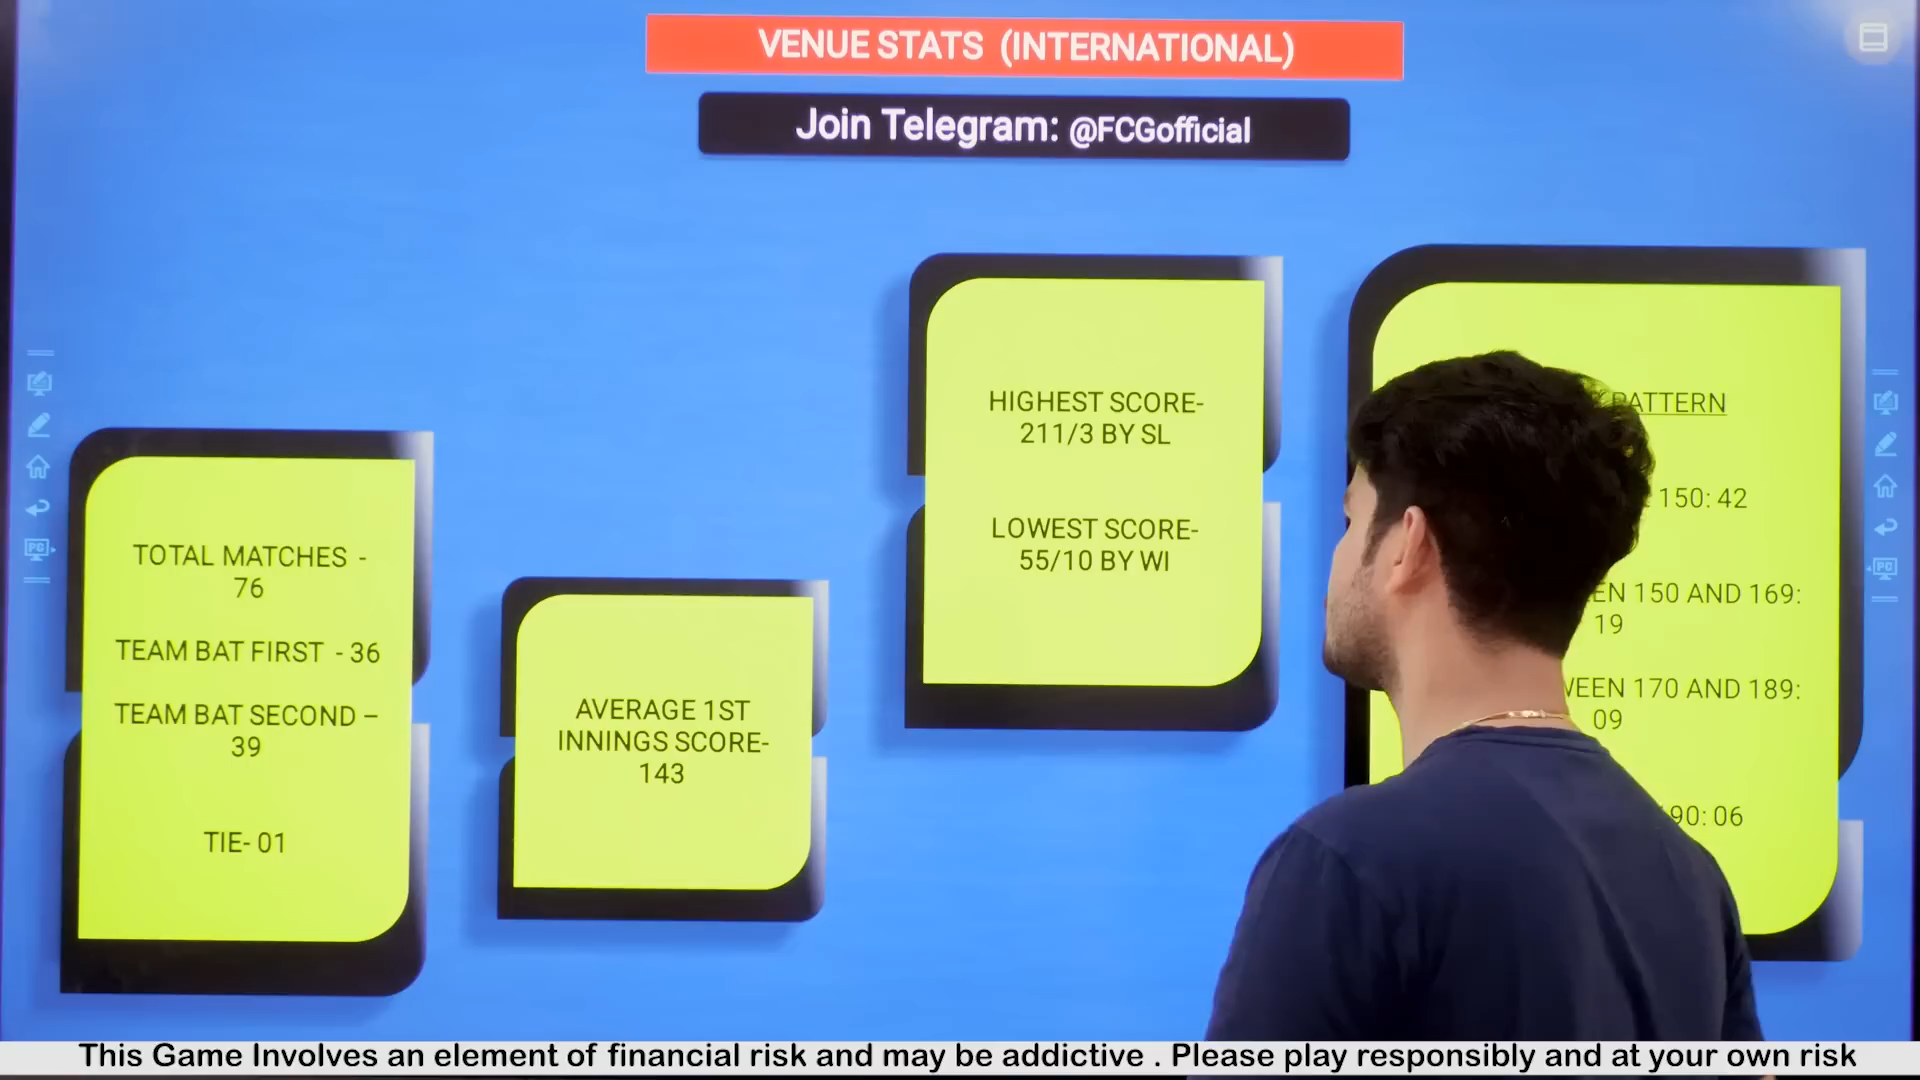 VENUE STATS (INTERNATIONAL)
Join Telegram: @FCGofficial
TOTAL MATCHES -
76
TEAM BAT FIRST - 36
TEAM BAT SECOND –
39
TIE- 01
AVERAGE 1ST
INNINGS SCORE-
143
HIGHEST SCORE-
211/3 BY SL
LOWEST SCORE-
55/10 BY WI
PATTERN
150: 42
150 AND 169:
19
170 AND 189:
09
190: 06
This Game Involves an element of financial risk and may be addictive . Please play responsibly and at your own risk